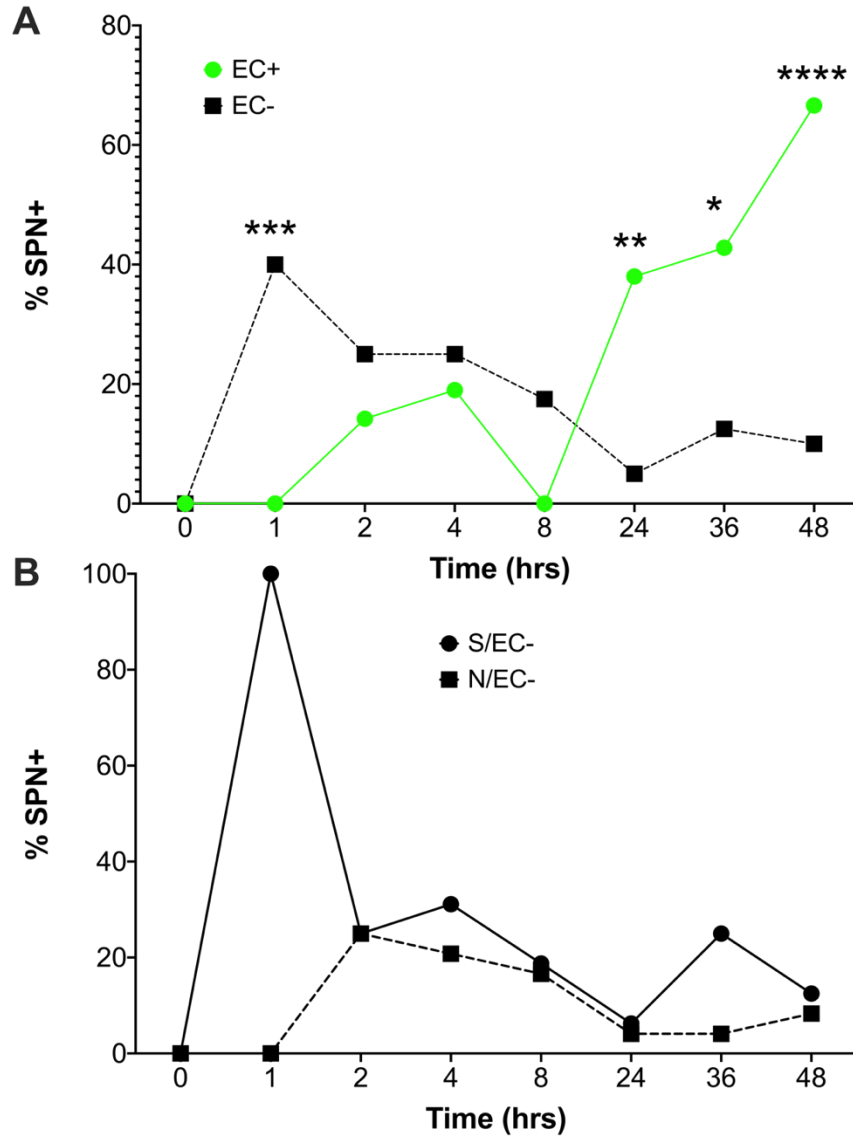 A
80
60
40
20
0
% SPN+
EC+
EC-
***
**
*
****
0 1 2 4 8 24 36 48
Time (hrs)
B
100
80
60
40
20
0
% SPN+
S/EC-
N/EC-
0 1 2 4 8 24 36 48
Time (hrs)